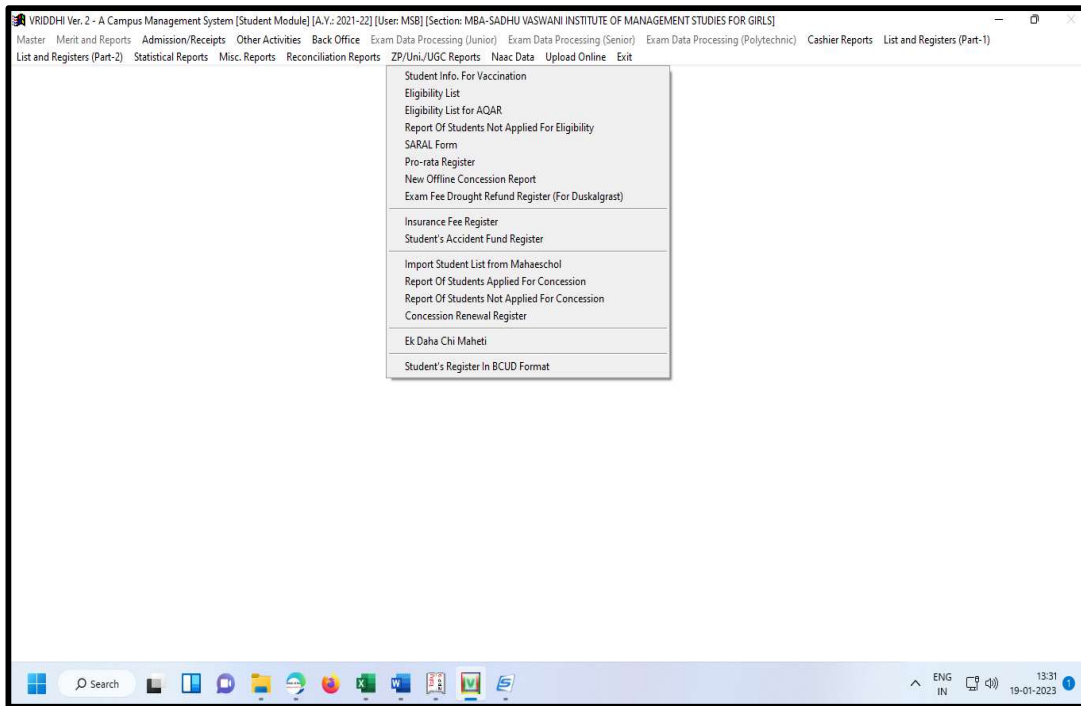 VRIDDHI Ver. 2 - A Campus Management System [Student Module] [A.Y.: 2021-22] [User: MSB] [Section: MBA-SADHU VASWANI INSTITUTE OF MANAGEMENT STUDIES FOR GIRLS]
Master Merit and Reports Admission/Receipts Other Activities Back Office Exam Data Processing (Junior) Exam Data Processing (Senior) Exam Data Processing (Polytechnic) Cashier Reports List and Registers (Part-1)
List and Registers (Part-2) Statistical Reports Misc. Reports Reconciliation Reports ZP/Uni./UGC Reports Naac Data Upload Online Exit
Student Info. For Vaccination
Eligibility List
Eligibility List for AQAR
Report Of Students Not Applied For Eligibility
SARAL Form
Pro-rata Register
New Offline Concession Report
Exam Fee Drought Refund Register (For Duskalgrast)
Insurance Fee Register
Student's Accident Fund Register
Import Student List from Mahaeschol
Report Of Students Applied For Concession
Report Of Students Not Applied For Concession
Concession Renewal Register
Ek Daha Chi Maheti
Student's Register In BCUD Format
Search
ENG
IN
13:31
19-01-2023
1